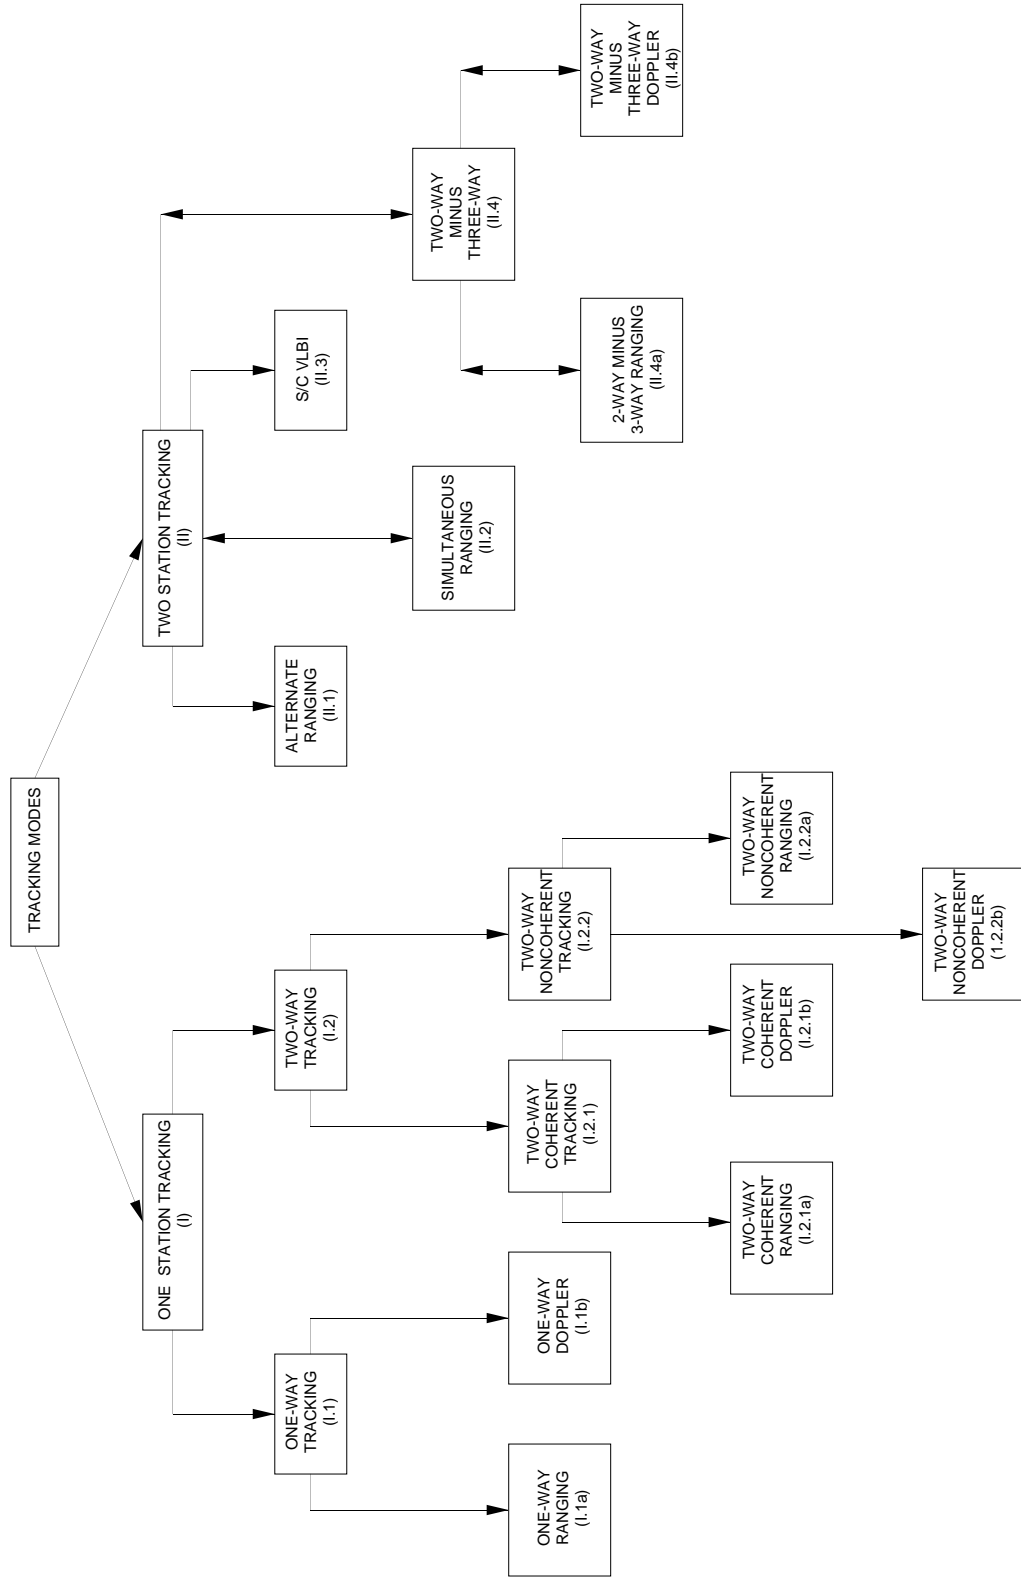 TRACKING MODES
ONE STATION TRACKING
(I)
TWO STATION TRACKING
(II)
ONE-WAY
TRACKING
(I.1)
TWO-WAY
TRACKING
(I.2)
ALTERNATE
RANGING
(II.1)
S/C VLBI
(II.3)
SIMULTANEOUS
RANGING
(II.2)
TWO-WAY
MINUS
THREE-WAY
(II.4)
ONE-WAY
RANGING
(I.1a)
ONE-WAY
DOPPLER
(I.1b)
TWO-WAY
COHERENT
TRACKING
(I.2.1)
TWO-WAY
NONCOHERENT
TRACKING
(I.2.2)
2-WAY MINUS
3-WAY RANGING
(II.4a)
TWO-WAY
MINUS
THREE-WAY
DOPPLER
(II.4b)
TWO-WAY
COHERENT
RANGING
(I.2.1a)
TWO-WAY
COHERENT
DOPPLER
(I.2.1b)
TWO-WAY
NONCOHERENT
RANGING
(I.2.2a)
TWO-WAY
NONCOHERENT
DOPPLER
(1.2.2b)